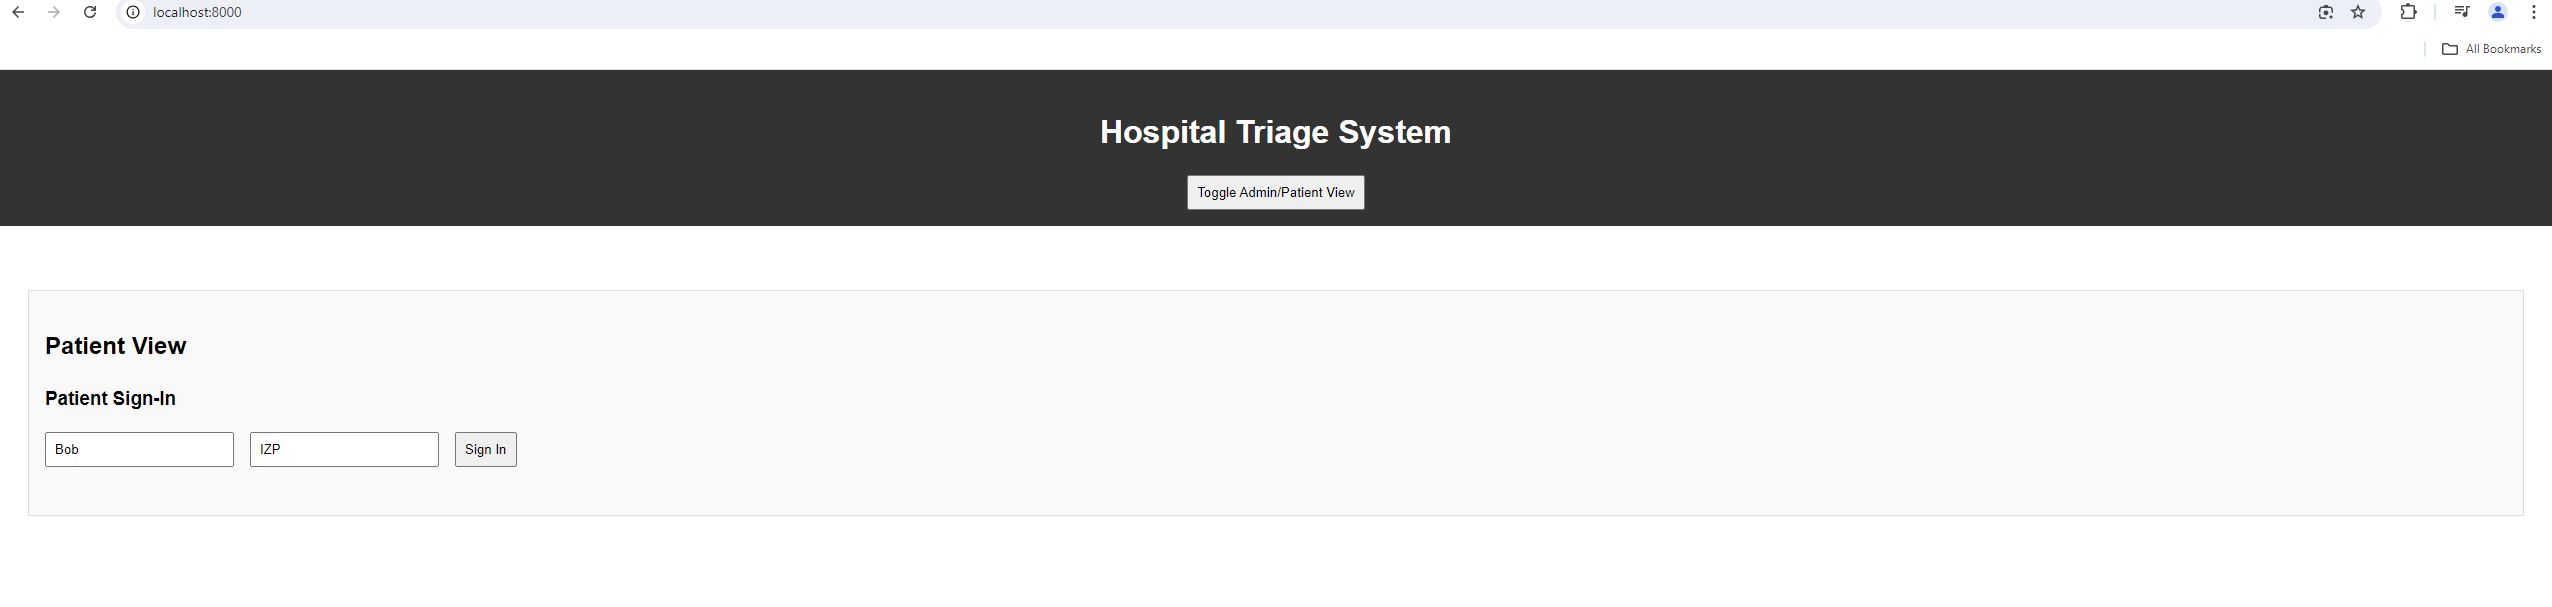 localhost:8000
All Bookmarks
Hospital Triage System
Toggle Admin/Patient View
Patient View
Patient Sign-In
Bob IZP Sign In